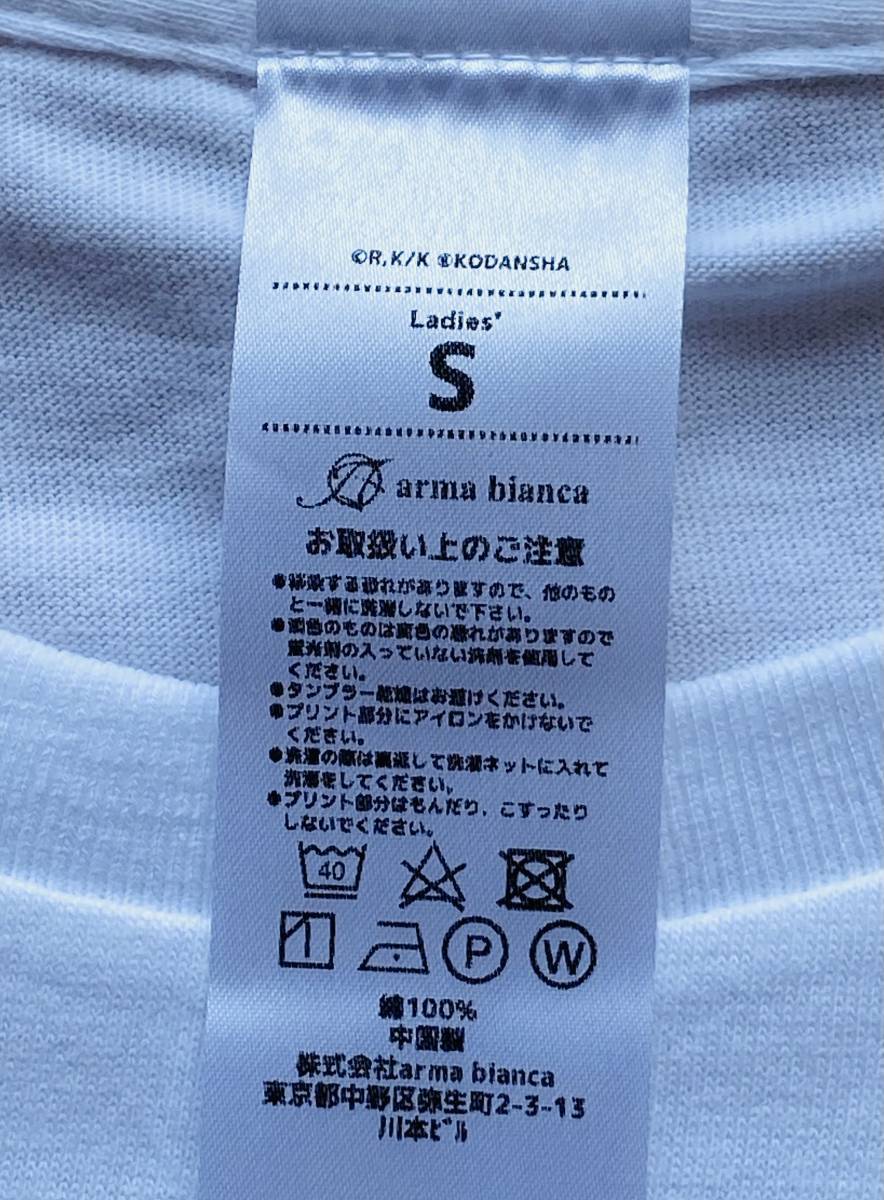 ©R,K/K ®KODANSHA
Ladies'
S
arma bianca
お取扱い上のご注意
●移染する恐れがありますので、他のもの
と一緒に洗濯しないで下さい。
●淡色のものは変色の恐れがありますので
蛍光剤の入っていない洗剤を使用して
ください。
●タンブラー乾燥はお避けください。
●プリント部分にアイロンをかけないで
ください。
●洗濯の際は裏返して洗濯ネットに入れて
洗濯をしてください。
●プリント部分はもんだり、こすったり
しないでください。
40
P
W
綿100%
中国製
株式会社arma bianca
東京都中野区弥生町2-3-13
川本ビル